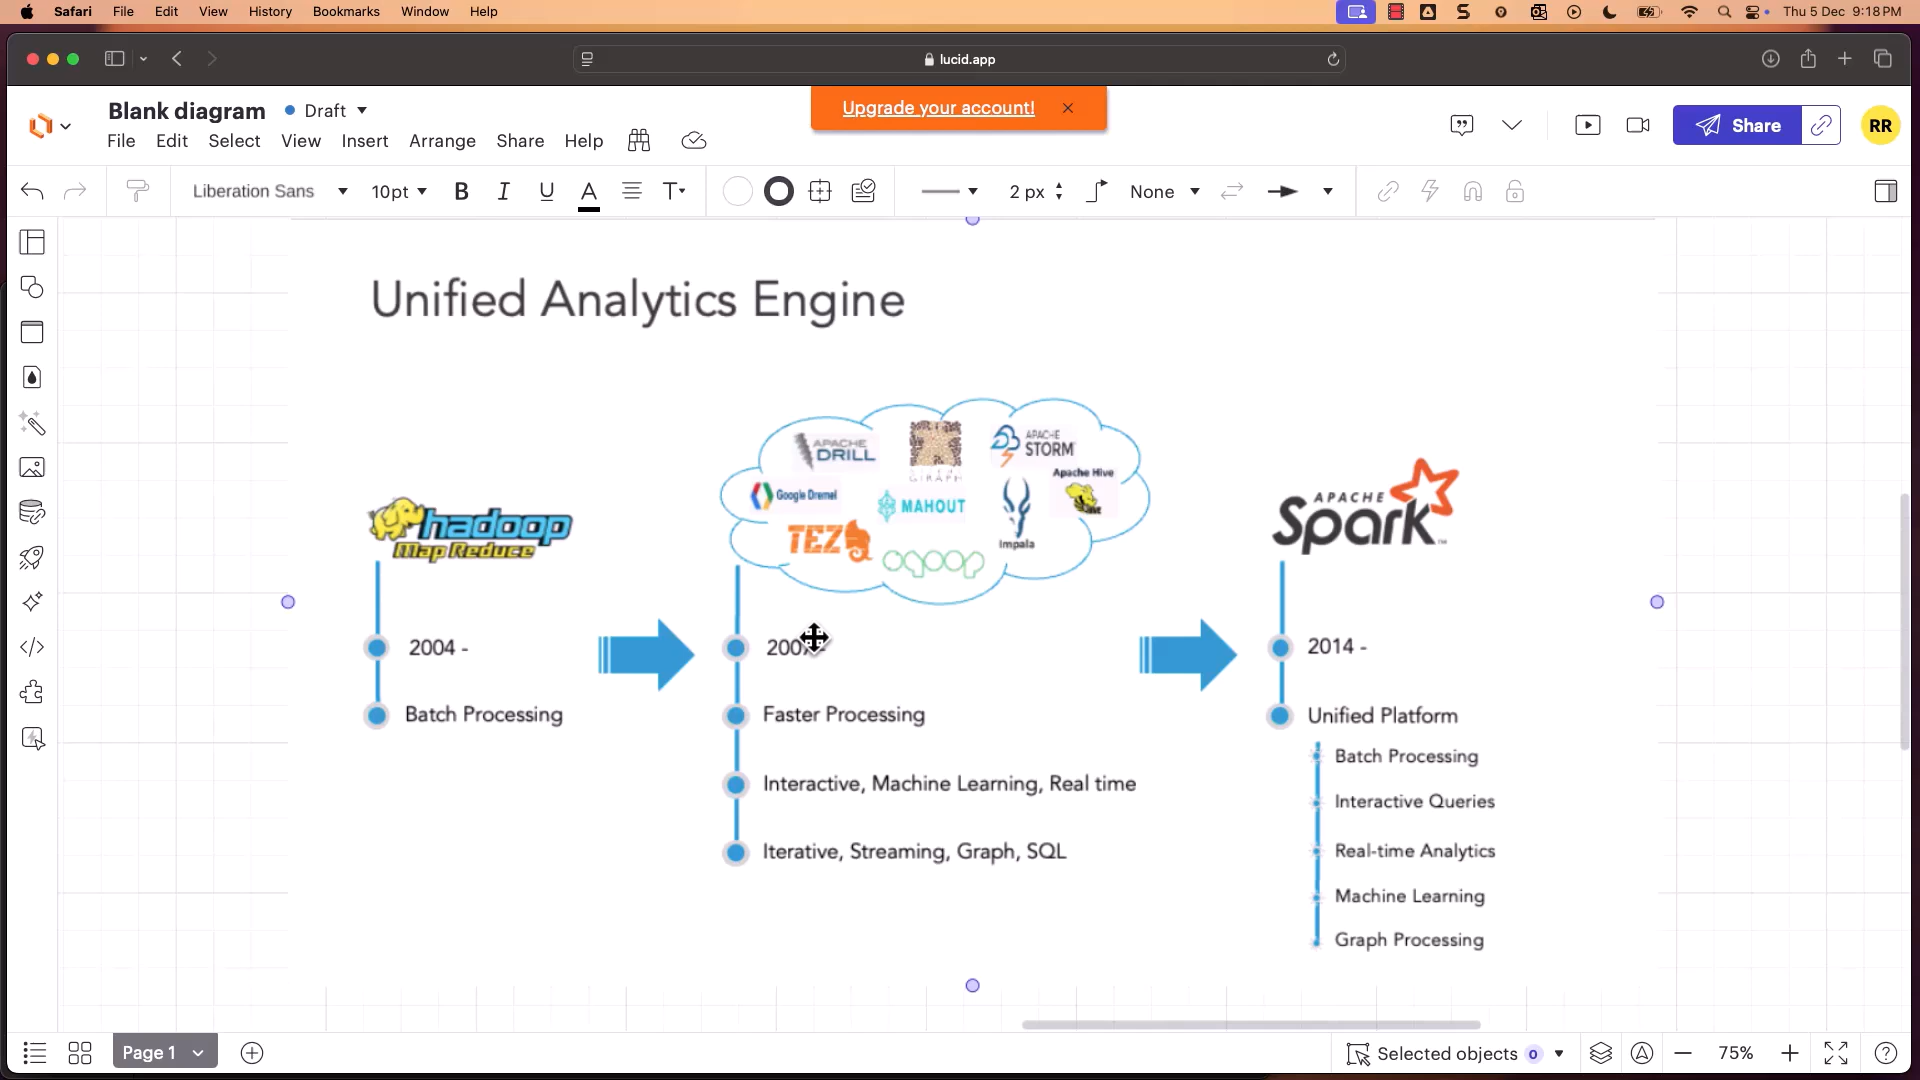 Safari File Edit View History Bookmarks Window Help Thu 5 Dec 9:18 PM
lucid.app
Blank diagram Draft
Upgrade your account!
File Edit Select View Insert Arrange Share Help
Share
RR
Liberation Sans 10pt B I U A T 2 px None
Unified Analytics Engine
APACHE DRILL
GIRAPH
APACHE STORM
Apache Hive
Google Dremel
MAHOUT
HIVE
TEZ
sqoop
Impala
hadoop
Map Reduce
APACHE
Spark
TM
2004 -
Batch Processing
Faster Processing
Interactive, Machine Learning, Real time
Iterative, Streaming, Graph, SQL
2014 -
Unified Platform
Batch Processing
Interactive Queries
Real-time Analytics
Machine Learning
Graph Processing
Page 1
Selected objects 0
75%